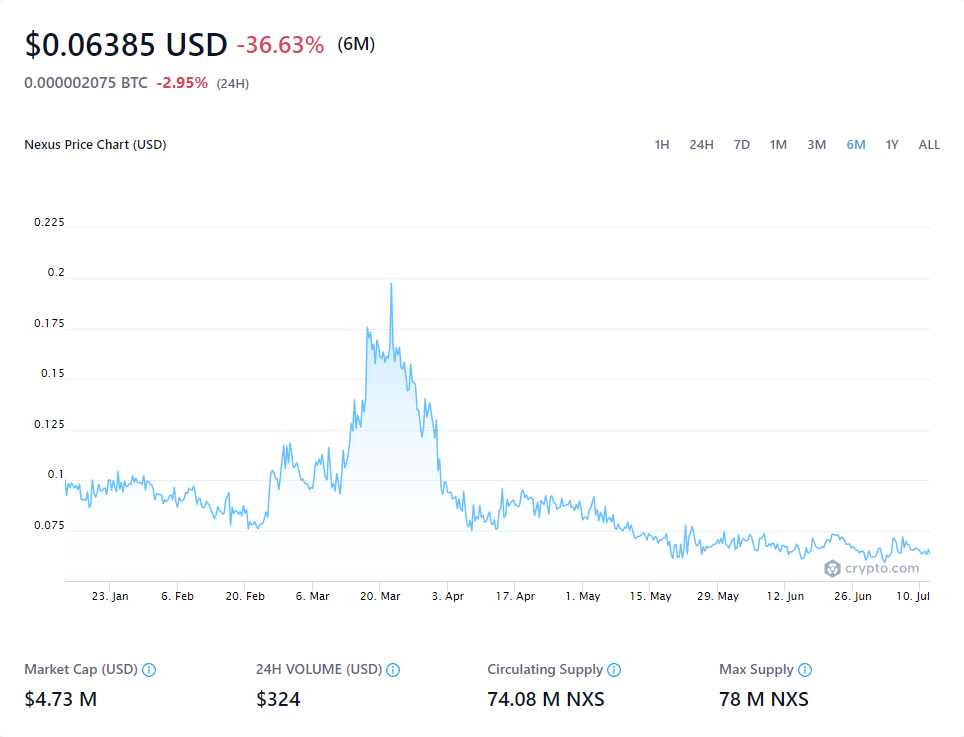 $0.06385 USD -36.63% (6M)
0.000002075 BTC -2.95% (24H)
Nexus Price Chart (USD) 1H 24H 7D 1M 3M 6M 1Y ALL
0.225
0.2
0.175
0.15
0.125
0.1
0.075
crypto.com
23. Jan 6. Feb 20. Feb 6. Mar 20. Mar 3. Apr 17. Apr 1. May 15. May 29. May 12. Jun 26. Jun 10. Jul
Market Cap (USD) 24H VOLUME (USD) Circulating Supply Max Supply
$4.73 M $324 74.08 M NXS 78 M NXS